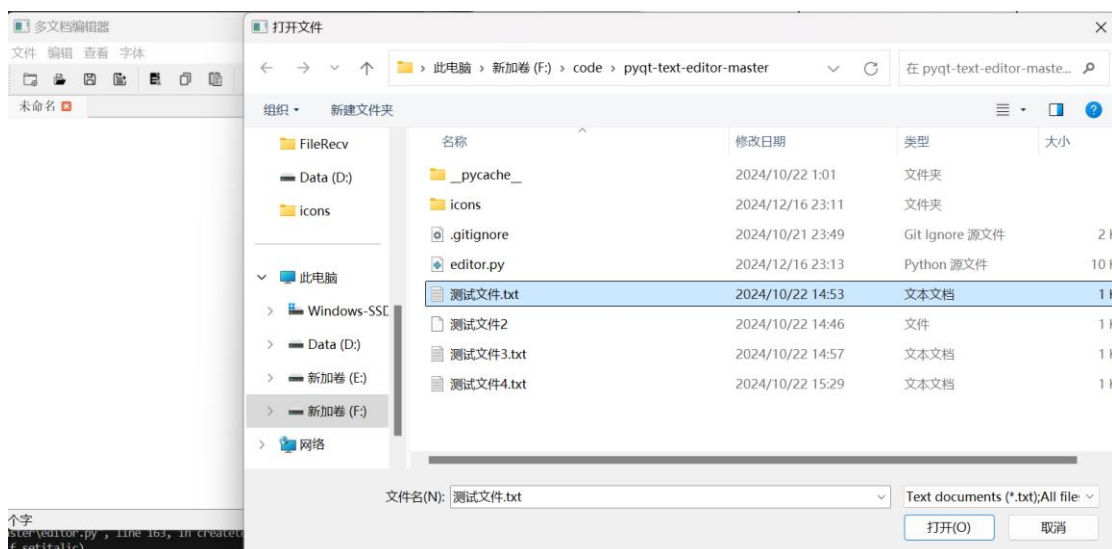 多文档编辑器
文件 编辑 查看 字体
未命名
个字
ster\editor.py", line 163, in createto
f setitalic)
打开文件
此电脑 > 新加卷 (F:) > code > pyqt-text-editor-master
在 pyqt-text-editor-maste...
组织 新建文件夹
FileRecv
Data (D:)
icons
此电脑
Windows-SSD
Data (D:)
新加卷 (E:)
新加卷 (F:)
网络
名称 修改日期 类型 大小
__pycache__ 2024/10/22 1:01 文件夹
icons 2024/12/16 23:11 文件夹
.gitignore 2024/10/21 23:49 Git Ignore 源文件 2
editor.py 2024/12/16 23:13 Python 源文件 10
测试文件.txt 2024/10/22 14:53 文本文档 1
测试文件2 2024/10/22 14:46 文件 1
测试文件3.txt 2024/10/22 14:57 文本文档 1
测试文件4.txt 2024/10/22 15:29 文本文档 1
文件名(N): 测试文件.txt
Text documents (*.txt);All file
打开(O) 取消